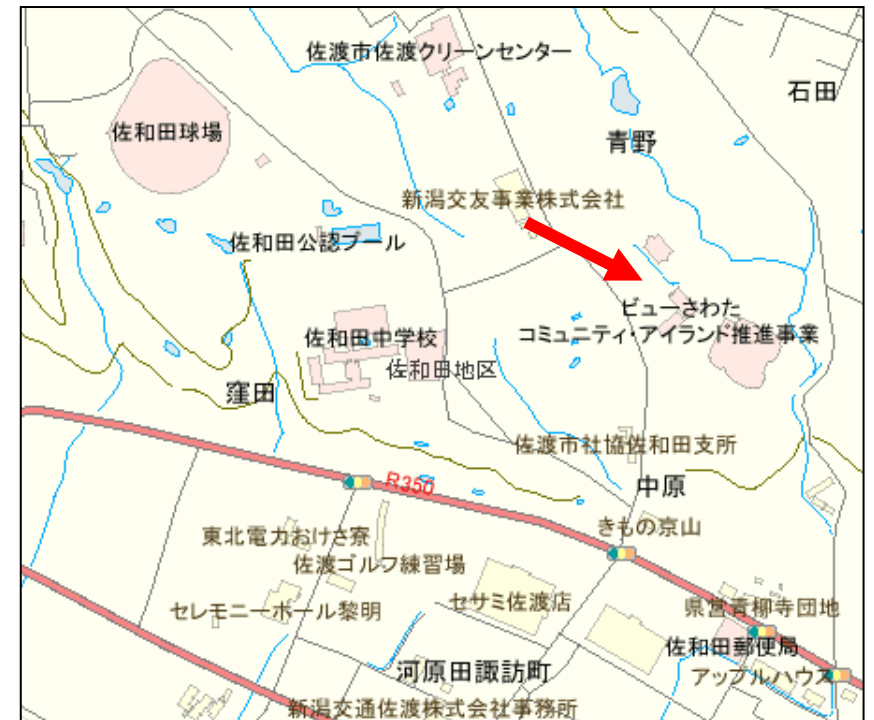 佐渡市佐渡クリーンセンター
石田
佐和田球場
青野
新潟交友事業株式会社
佐和田公認プール
ビューさわた
コミュニティ・アイランド推進事業
佐和田中学校
佐和田地区
窪田
佐渡市社協佐和田支所
R350
中原
きもの京山
東北電力おけさ寮
佐渡ゴルフ練習場
セレモニーホール黎明
セサミ佐渡店
県営青柳寺団地
佐和田郵便局
河原田諏訪町
アップルハウス
新潟交通佐渡株式会社事務所